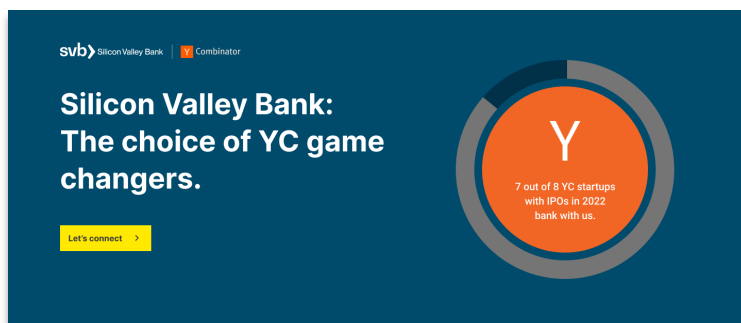 svb Silicon Valley Bank | Y Combinator
Silicon Valley Bank:
The choice of YC game
changers.
Let's connect >
Y
7 out of 8 YC startups
with IPOs in 2022
bank with us.